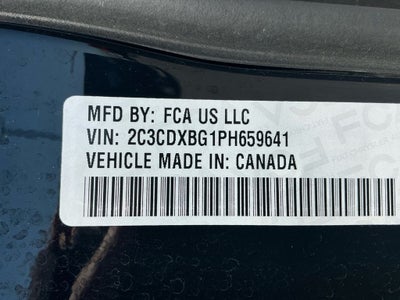 MFD BY: FCA US LLC
VIN: 2C3CDXBG1PH659641
VEHICLE MADE IN: CANADA